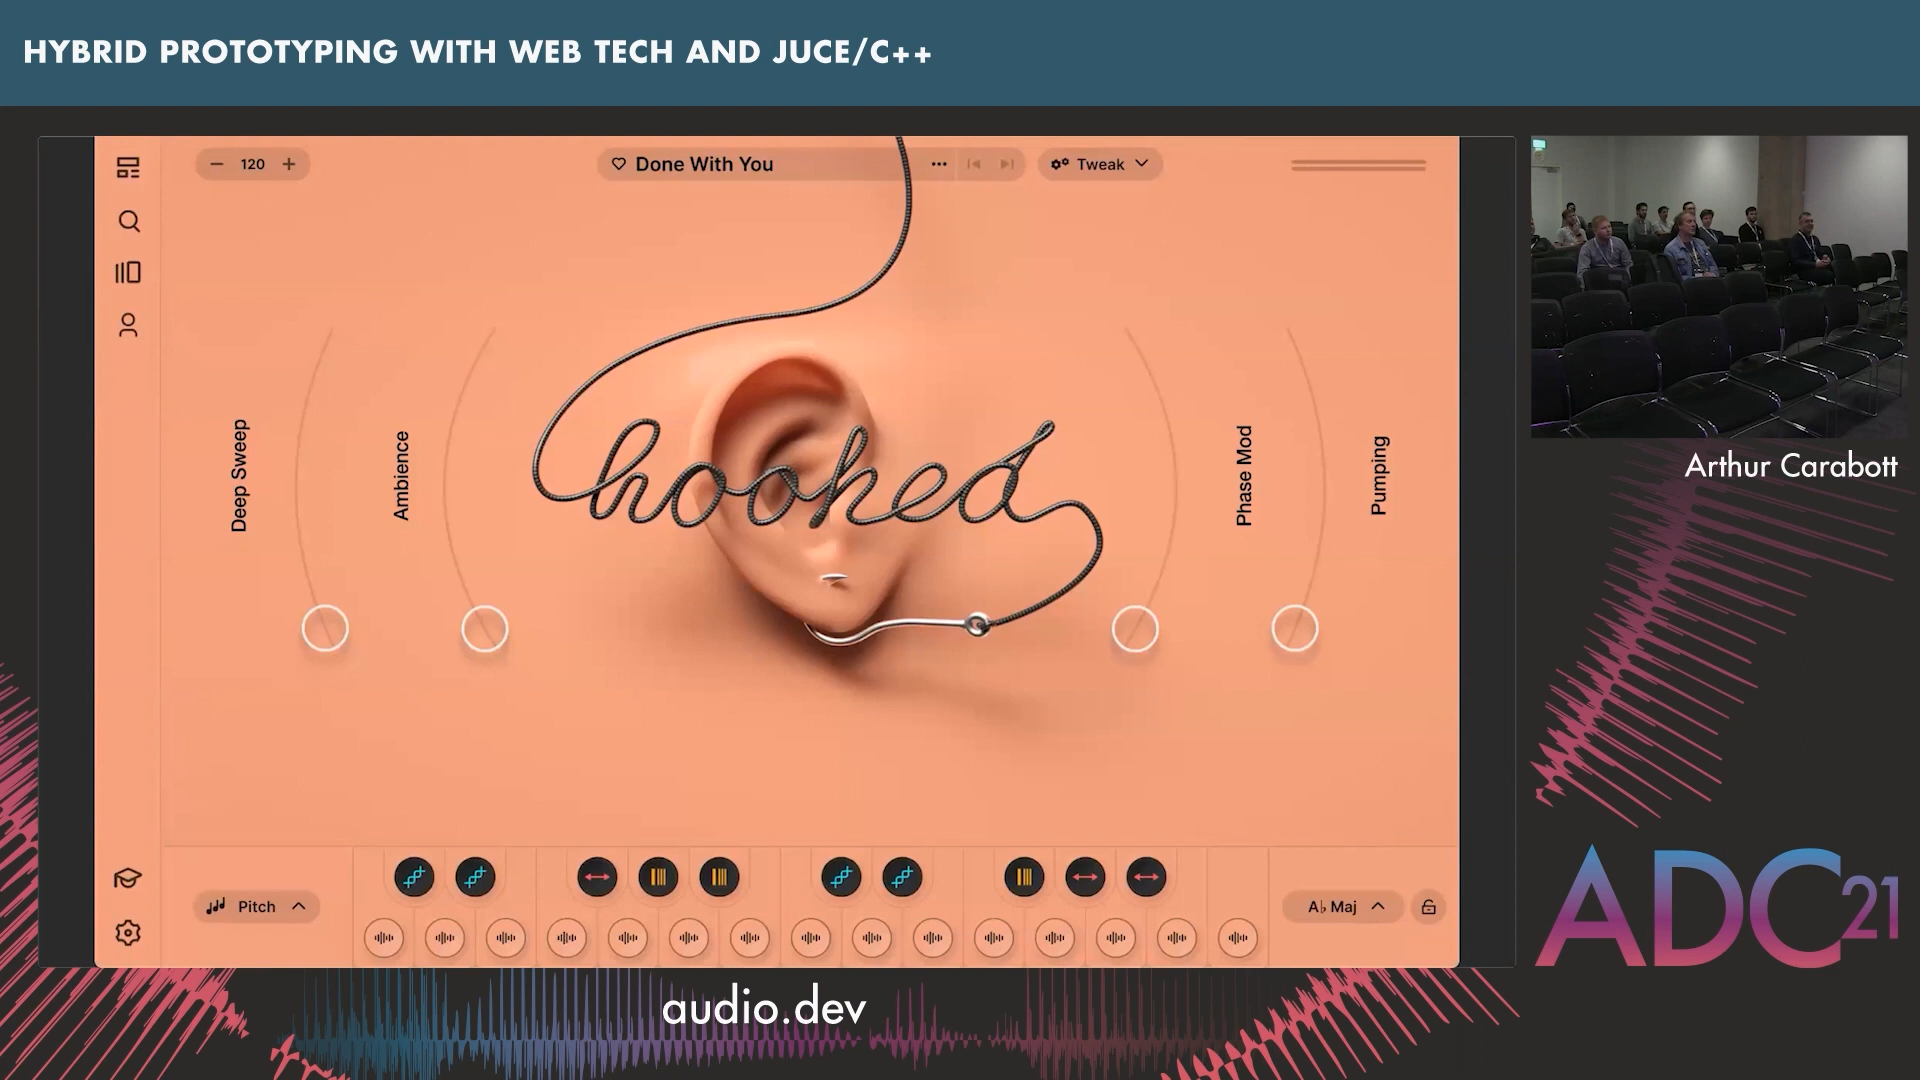 HYBRID PROTOTYPING WITH WEB TECH AND JUCE/C++
120
Done With You
Tweak
Deep Sweep
Ambience
hooked
Phase Mod
Pumping
Arthur Carabott
Pitch
A♭ Maj
ADC21
audio.dev